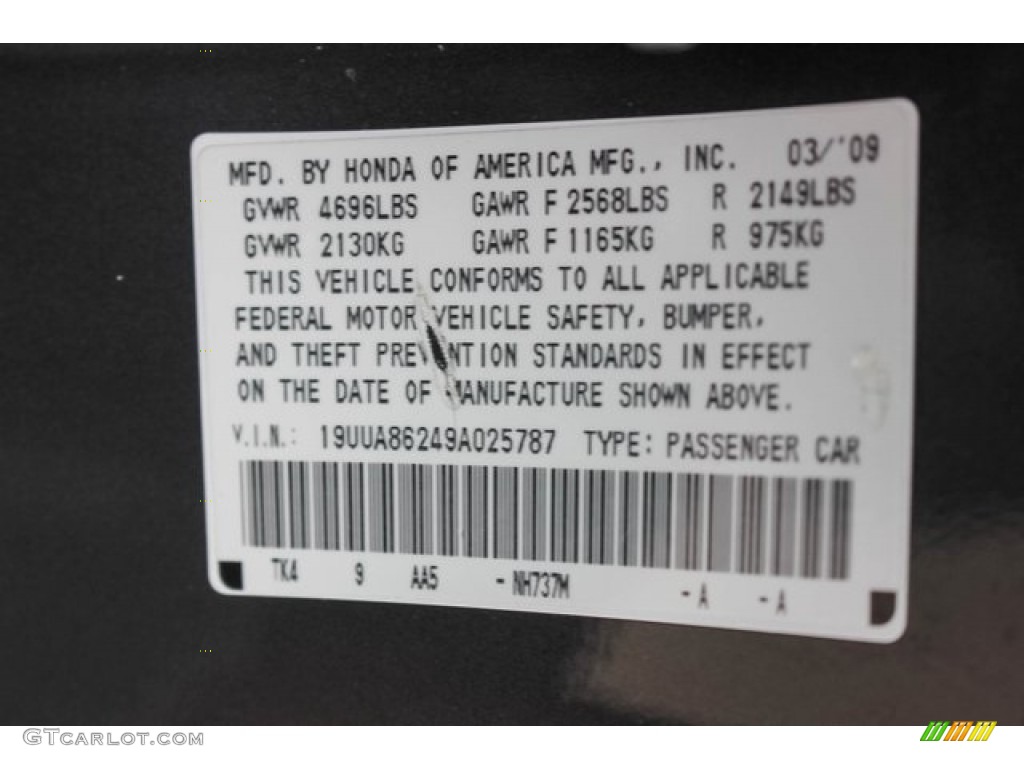 MFD. BY HONDA OF AMERICA MFG., INC. 03/'09
GVWR 4696LBS GAWR F 2568LBS R 2149LBS
GVWR 2130KG GAWR F 1165KG R 975KG
THIS VEHICLE CONFORMS TO ALL APPLICABLE
FEDERAL MOTOR VEHICLE SAFETY, BUMPER,
AND THEFT PREVENTION STANDARDS IN EFFECT
ON THE DATE OF MANUFACTURE SHOWN ABOVE.
V.I.N.: 19UUA86249A025787 TYPE: PASSENGER CAR
TK4 9 AA5 -NH737M -A -A
GTCARLOT.COM